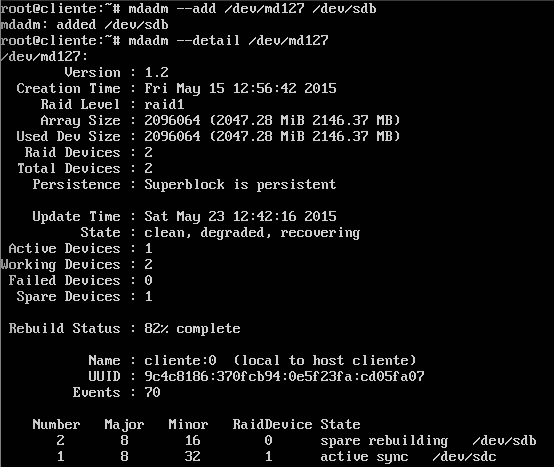 root@cliente:~# mdadm --add /dev/md127 /dev/sdb
mdadm: added /dev/sdb
root@cliente:~# mdadm --detail /dev/md127
/dev/md127:
Version : 1.2
Creation Time : Fri May 15 12:56:42 2015
Raid Level : raid1
Array Size : 2096064 (2047.28 MiB 2146.37 MB)
Used Dev Size : 2096064 (2047.28 MiB 2146.37 MB)
Raid Devices : 2
Total Devices : 2
Persistence : Superblock is persistent
Update Time : Sat May 23 12:42:16 2015
State : clean, degraded, recovering
Active Devices : 1
Working Devices : 2
Failed Devices : 0
Spare Devices : 1
Rebuild Status : 82% complete
Name : cliente:0 (local to host cliente)
UUID : 9c4c8186:370fcb94:0e5f23fa:cd05fa07
Events : 70
Number Major Minor RaidDevice State
2 8 16 0 spare rebuilding /dev/sdb
1 8 32 1 active sync /dev/sdc